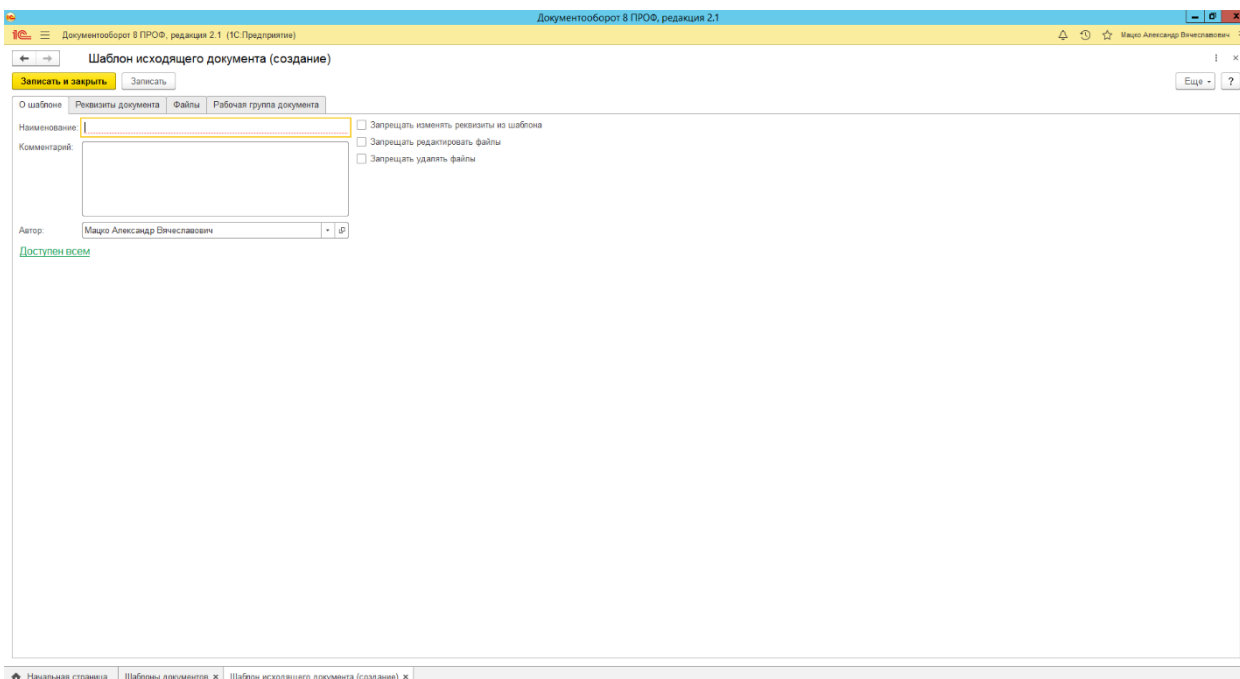 Документооборот 8 ПРОФ, редакция 2.1
1С Документооборот 8 ПРОФ, редакция 2.1 (1С:Предприятие) Мацко Александр Вячеславович
Шаблон исходящего документа (создание)
Записать и закрыть Записать Еще ?
О шаблоне Реквизиты документа Файлы Рабочая группа документа
Наименование: Запрещать изменять реквизиты из шаблона
Комментарий: Запрещать редактировать файлы
Запрещать удалять файлы
Автор: Мацко Александр Вячеславович
Доступен всем
Начальная страница Шаблоны документов × Шаблон исходящего документа (создание) ×